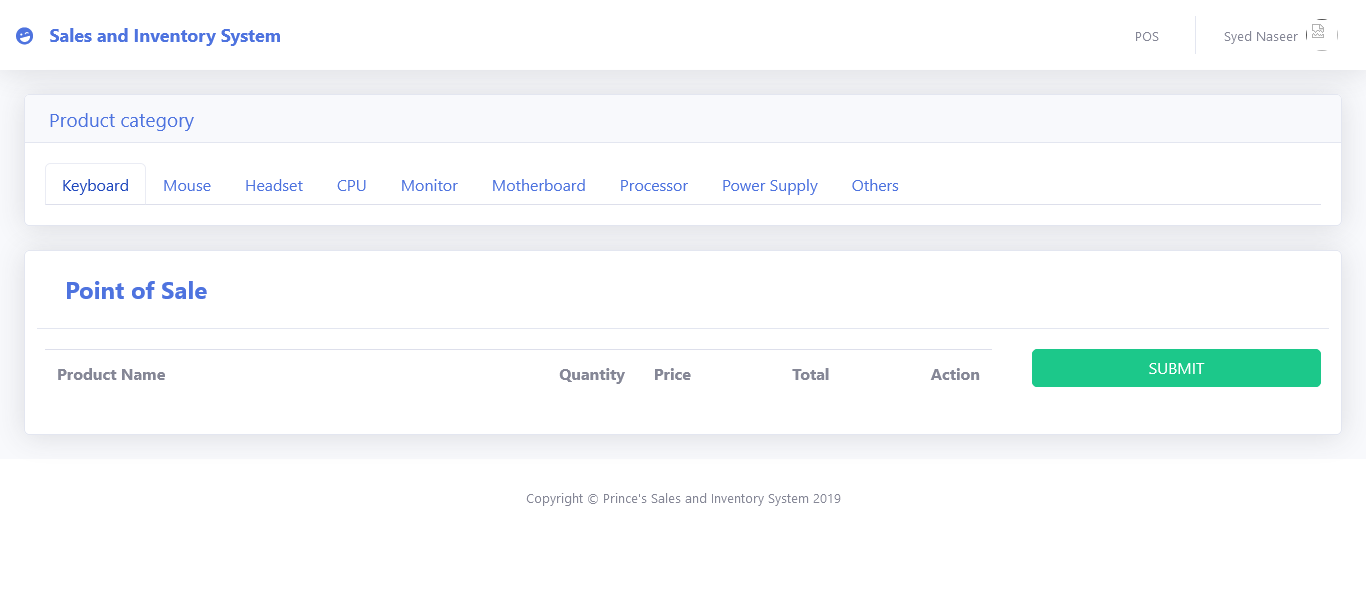 Sales and Inventory System
POS
Syed Naseer
Product category
Keyboard Mouse Headset CPU Monitor Motherboard Processor Power Supply Others
Point of Sale
Product Name Quantity Price Total Action
SUBMIT
Copyright © Prince's Sales and Inventory System 2019